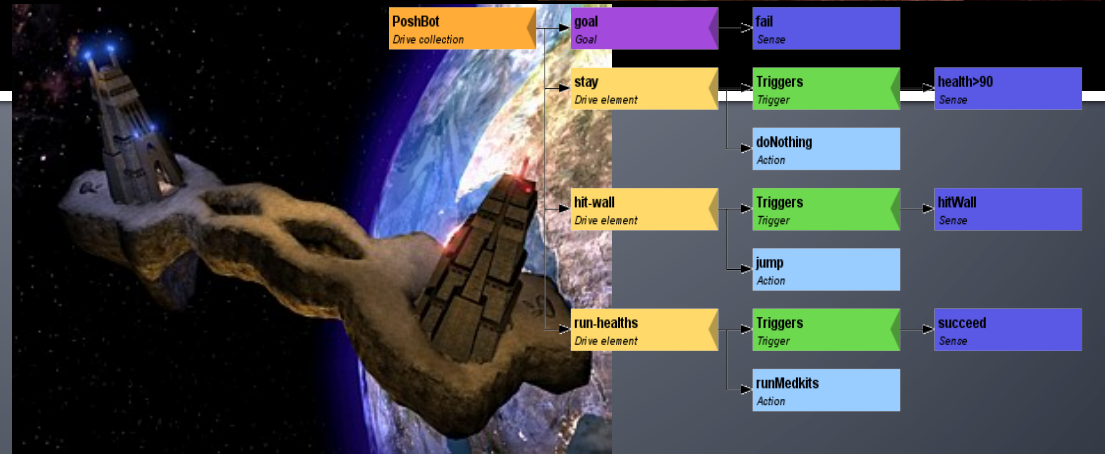 PoshBot
Drive collection
goal
Goal
fail
Sense
stay
Drive element
Triggers
Trigger
health>90
Sense
doNothing
Action
hit-wall
Drive element
Triggers
Trigger
hitWall
Sense
jump
Action
run-healths
Drive element
Triggers
Trigger
succeed
Sense
runMedkits
Action